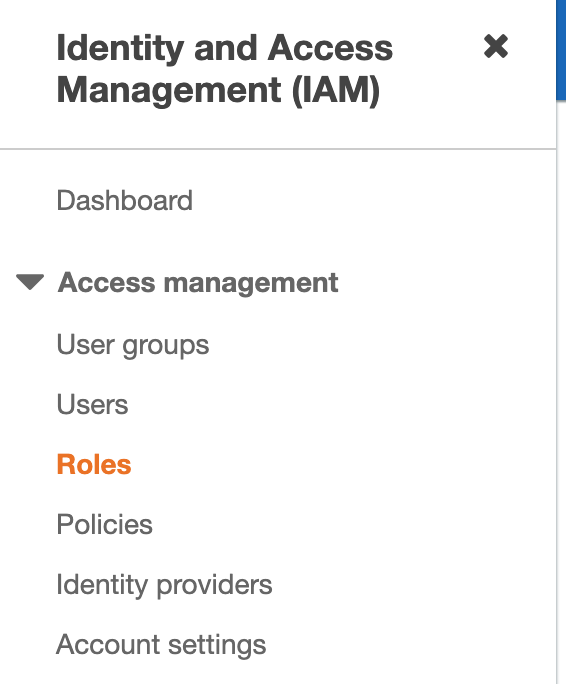 Identity and Access
Management (IAM)
Dashboard
Access management
User groups
Users
Roles
Policies
Identity providers
Account settings